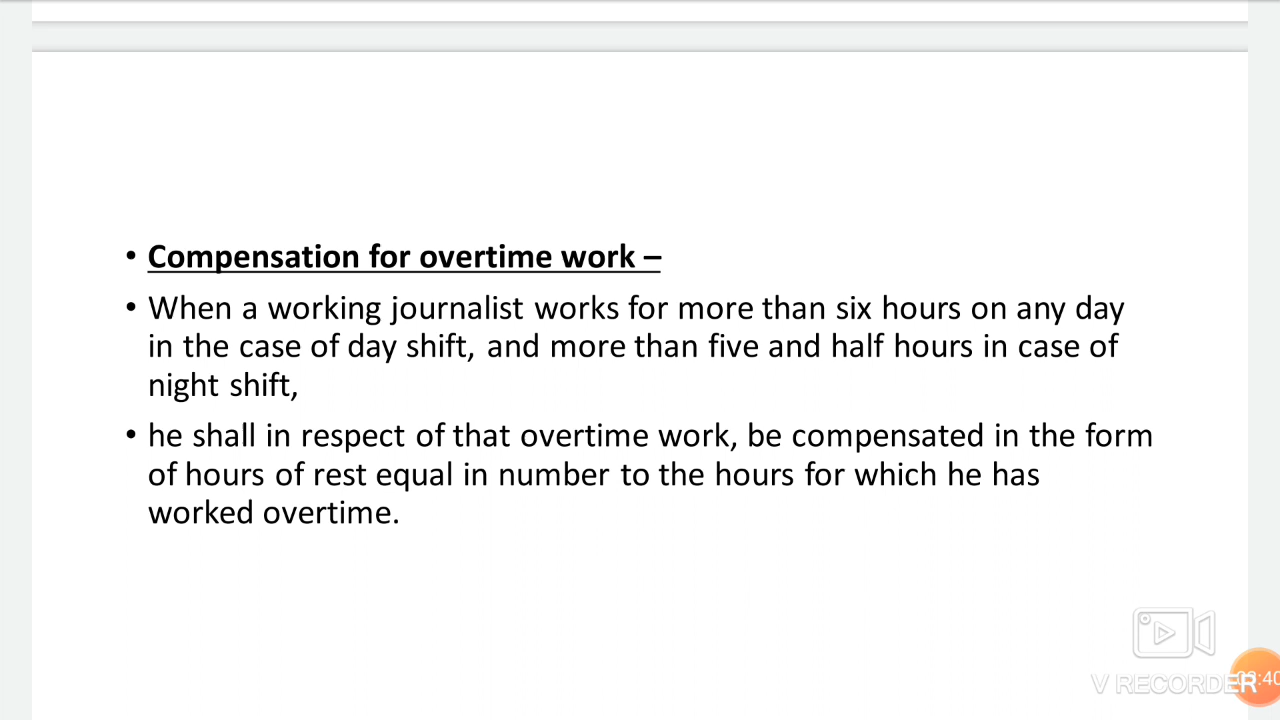 • Compensation for overtime work –
• When a working journalist works for more than six hours on any day
in the case of day shift, and more than five and half hours in case of
night shift,
• he shall in respect of that overtime work, be compensated in the form
of hours of rest equal in number to the hours for which he has
worked overtime.
V RECORDER